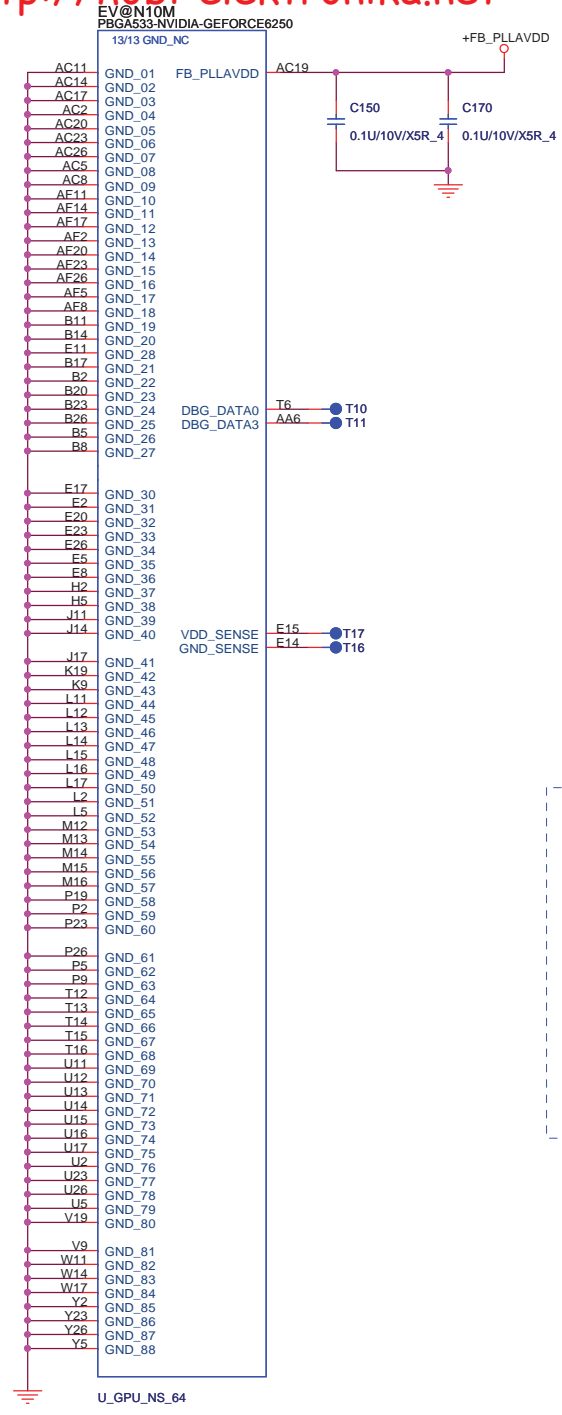 EV@N10M
PBGA533-NVIDIA-GEFORCE6250
13/13 GND_NC
+FB_PLLAVDD
AC11 GND_01 FB_PLLAVDD AC19
AC14 GND_02
AC17 GND_03
C150 C170
AC2 GND_04
AC20 GND_05
0.1U/10V/X5R_4 0.1U/10V/X5R_4
AC23 GND_06
AC26 GND_07
AC5 GND_08
AC8 GND_09
AF11 GND_10
AF14 GND_11
AF17 GND_12
AF2 GND_13
AF20 GND_14
AF23 GND_15
AF26 GND_16
AF5 GND_17
AF8 GND_18
B11 GND_19
B14 GND_20
E11 GND_28
B17 GND_21
B2 GND_22
B20 GND_23
B23 GND_24 DBG_DATA0 T6 T10
B26 GND_25 DBG_DATA3 AA6 T11
B5 GND_26
B8 GND_27
E17 GND_30
E2 GND_31
E20 GND_32
E23 GND_33
E26 GND_34
E5 GND_35
E8 GND_36
H2 GND_37
H5 GND_38
J11 GND_39
J14 GND_40 VDD_SENSE E15 T17
GND_SENSE E14 T16
J17 GND_41
K19 GND_42
K9 GND_43
L11 GND_44
L12 GND_45
L13 GND_46
L14 GND_47
L15 GND_48
L16 GND_49
L17 GND_50
L2 GND_51
L5 GND_52
M12 GND_53
M13 GND_54
M14 GND_55
M15 GND_56
M16 GND_57
P19 GND_58
P2 GND_59
P23 GND_60
P26 GND_61
P5 GND_62
P9 GND_63
T12 GND_64
T13 GND_65
T14 GND_66
T15 GND_67
T16 GND_68
U11 GND_69
U12 GND_70
U13 GND_71
U14 GND_72
U15 GND_73
U16 GND_74
U17 GND_75
U2 GND_76
U23 GND_77
U26 GND_78
U5 GND_79
V19 GND_80
V9 GND_81
W11 GND_82
W14 GND_83
W17 GND_84
Y2 GND_85
Y23 GND_86
Y26 GND_87
Y5 GND_88
U_GPU_NS_64